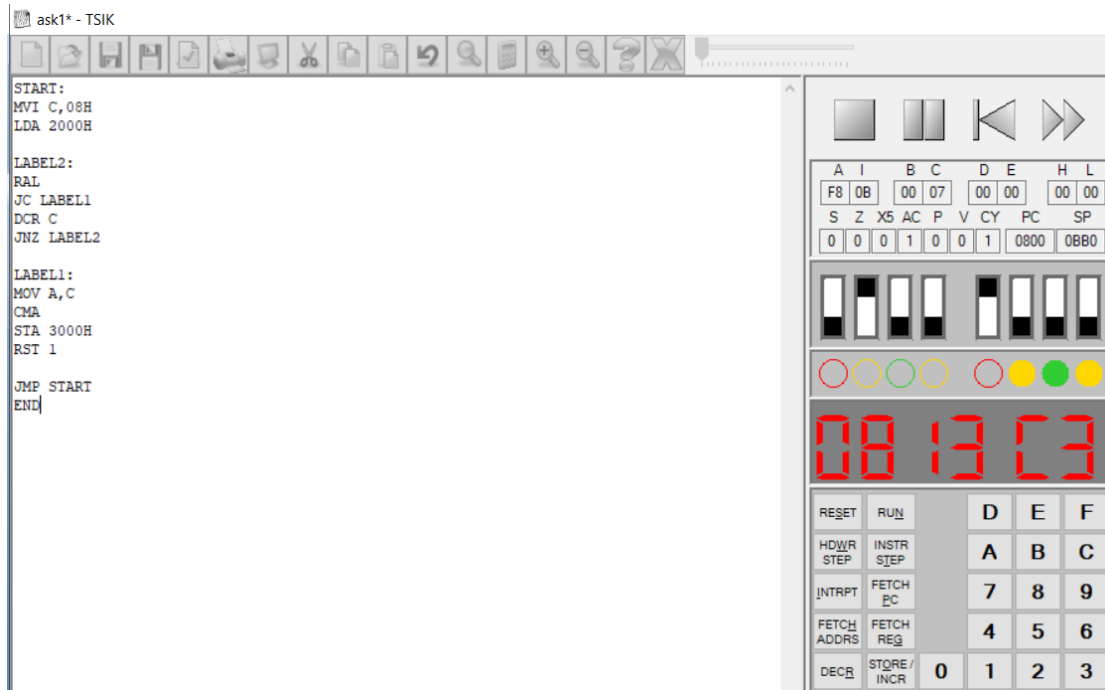 ask1* - TSIK
START:
MVI C,08H
LDA 2000H
LABEL2:
RAL
JC LABEL1
DCR C
JNZ LABEL2
LABEL1:
MOV A,C
CMA
STA 3000H
RST 1
JMP START
END
A I B C D E H L
F8 0B 00 07 00 00 00 00
S Z X5 AC P V CY PC SP
0 0 0 1 0 0 1 0800 0BB0
0813 C3
RESET RUN D E F
HDWR STEP INSTR STEP A B C
INTRPT FETCH PC 7 8 9
FETCH ADDRS FETCH REG 4 5 6
DECR STORE / INCR 0 1 2 3